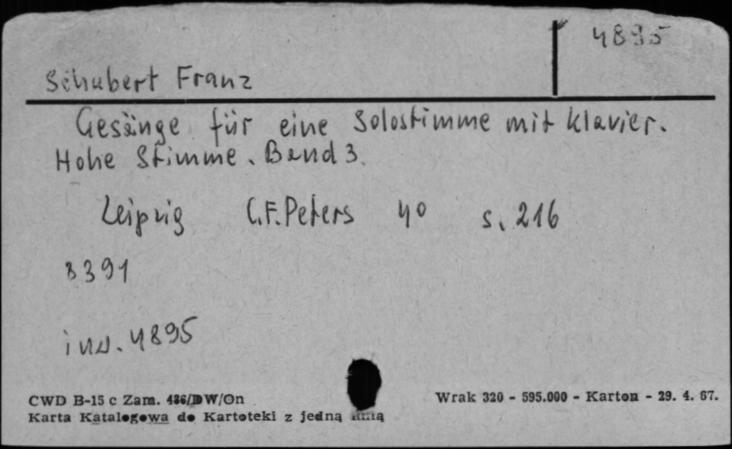 4895
Schubert Franz
Gesänge für eine Solostimme mit Klavier.
Hohe Stimme. Band 3.
Leipzig C.F. Peters 4° s. 216
8391
inw. 4895
CWD B-15 c Zam. 486/DW/On
Wrak 320 - 595.000 - Karton - 29. 4. 67.
Karta Katalogowa do Kartoteki z jedną linią